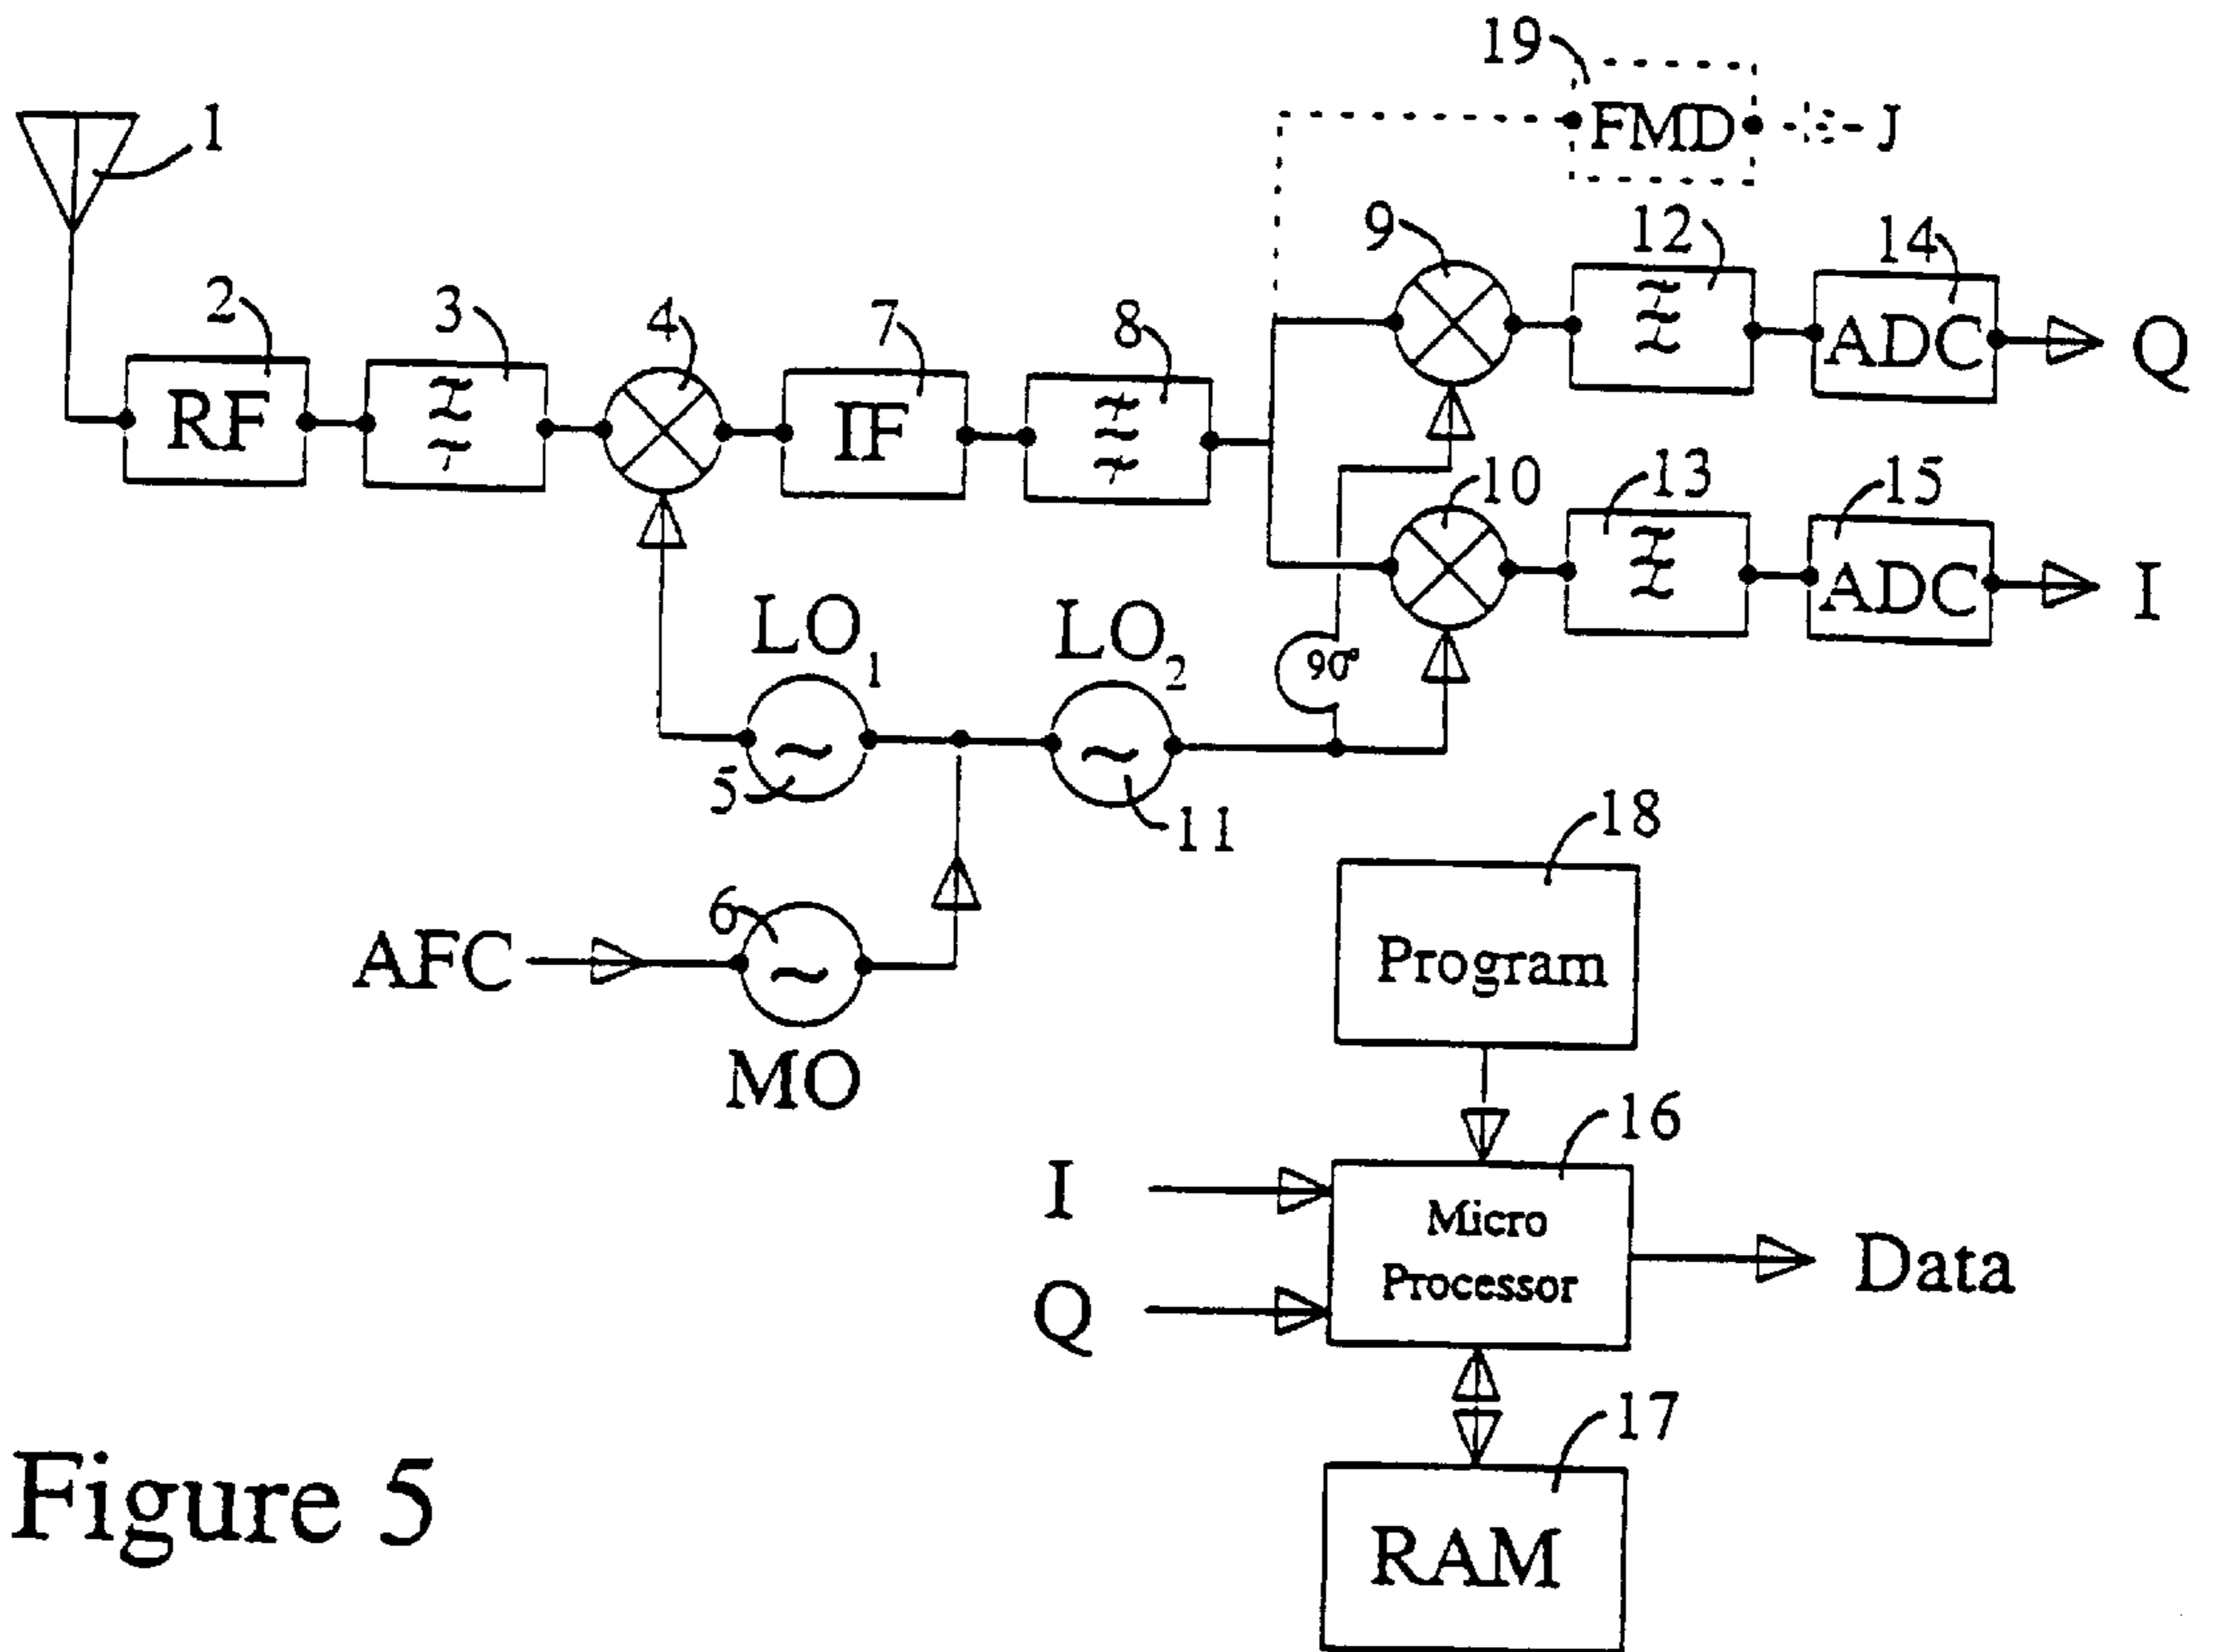 19
FMD
J
1
9
12
14
2
3
4
7
8
RF
IF
ADC
Q
10
13
15
ADC
I
LO1
LO2
90°
5
11
18
6
AFC
Program
MO
16
I
Micro
Processor
Q
Data
17
RAM
Figure 5